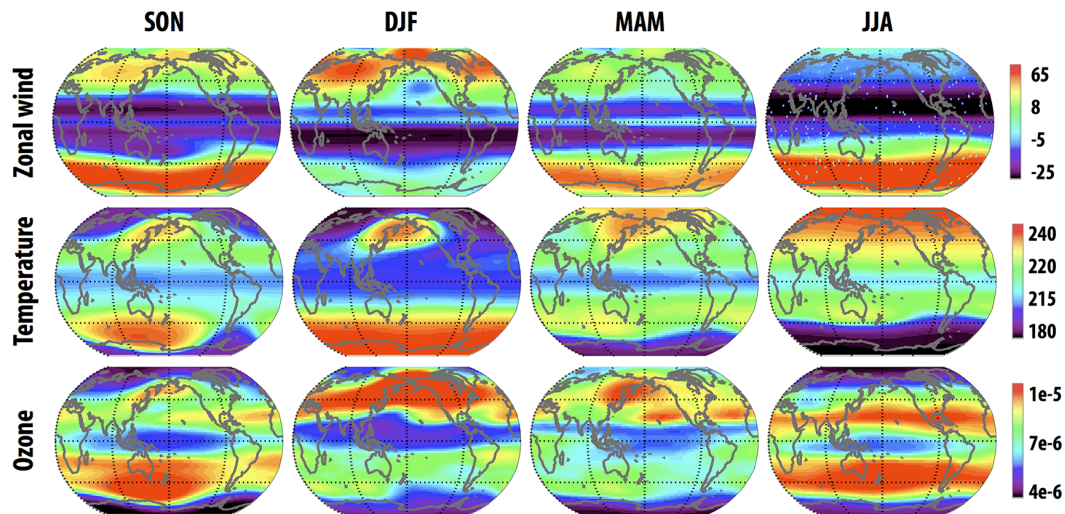 SON DJF MAM JJA
Zonal wind
65
8
-5
-25
Temperature
240
220
215
180
Ozone
1e-5
7e-6
4e-6